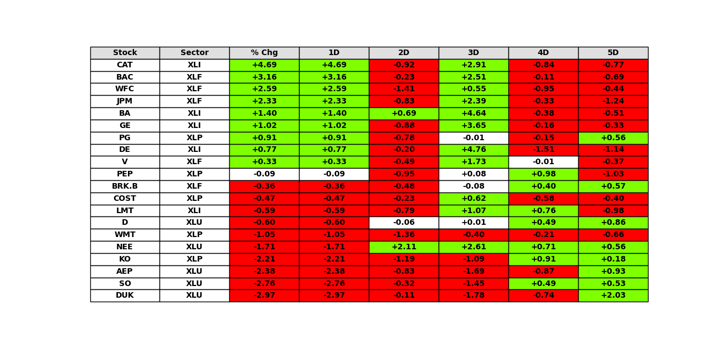 Stock Sector % Chg 1D 2D 3D 4D 5D
CAT XLI +4.69 +4.69 -0.92 +2.91 -0.84 -0.77
BAC XLF +3.16 +3.16 -0.23 +2.51 -0.11 -0.69
WFC XLF +2.59 +2.59 -1.41 +0.55 -0.95 -0.44
JPM XLF +2.33 +2.33 -0.83 +2.39 -0.33 -1.24
BA XLI +1.40 +1.40 +0.69 +4.64 -0.38 -0.51
GE XLI +1.02 +1.02 -0.88 +3.65 -0.16 -0.33
PG XLP +0.91 +0.91 -0.78 -0.01 -0.15 +0.56
DE XLI +0.77 +0.77 -0.20 +4.76 -1.51 -1.14
V XLF +0.33 +0.33 -0.49 +1.73 -0.01 -0.37
PEP XLP -0.09 -0.09 -0.95 +0.08 +0.98 -1.03
BRK.B XLF -0.36 -0.36 -0.48 -0.08 +0.40 +0.57
COST XLP -0.47 -0.47 -0.23 +0.62 -0.58 -0.40
LMT XLI -0.59 -0.59 -0.79 +1.07 +0.76 -0.98
D XLU -0.60 -0.60 -0.06 +0.01 +0.49 +0.86
WMT XLP -1.05 -1.05 -1.36 -0.40 -0.21 -0.66
NEE XLU -1.71 -1.71 +2.11 +2.61 +0.71 +0.56
KO XLP -2.21 -2.21 -1.19 -1.09 +0.91 +0.18
AEP XLU -2.38 -2.38 -0.83 -1.69 -0.87 +0.93
SO XLU -2.76 -2.76 -0.32 -1.45 +0.49 +0.53
DUK XLU -2.97 -2.97 -0.11 -1.78 -0.74 +2.03